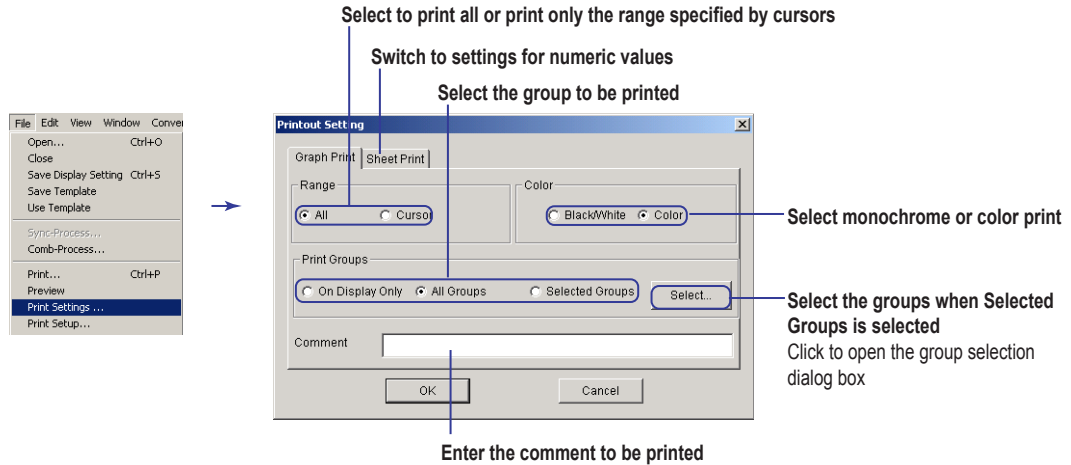 Select to print all or print only the range specified by cursors
Switch to settings for numeric values
Select the group to be printed
File Edit View Window Conver
Open... Ctrl+O
Close
Save Display Setting Ctrl+S
Save Template
Use Template
Sync-Process...
Comb-Process...
Print... Ctrl+P
Preview
Print Settings ...
Print Setup...
Printout Setting
Graph Print Sheet Print
Range
All Cursor
Color
Black/White Color
Select monochrome or color print
Print Groups
On Display Only All Groups Selected Groups Select...
Select the groups when Selected
Groups is selected
Click to open the group selection
dialog box
Comment
OK Cancel
Enter the comment to be printed